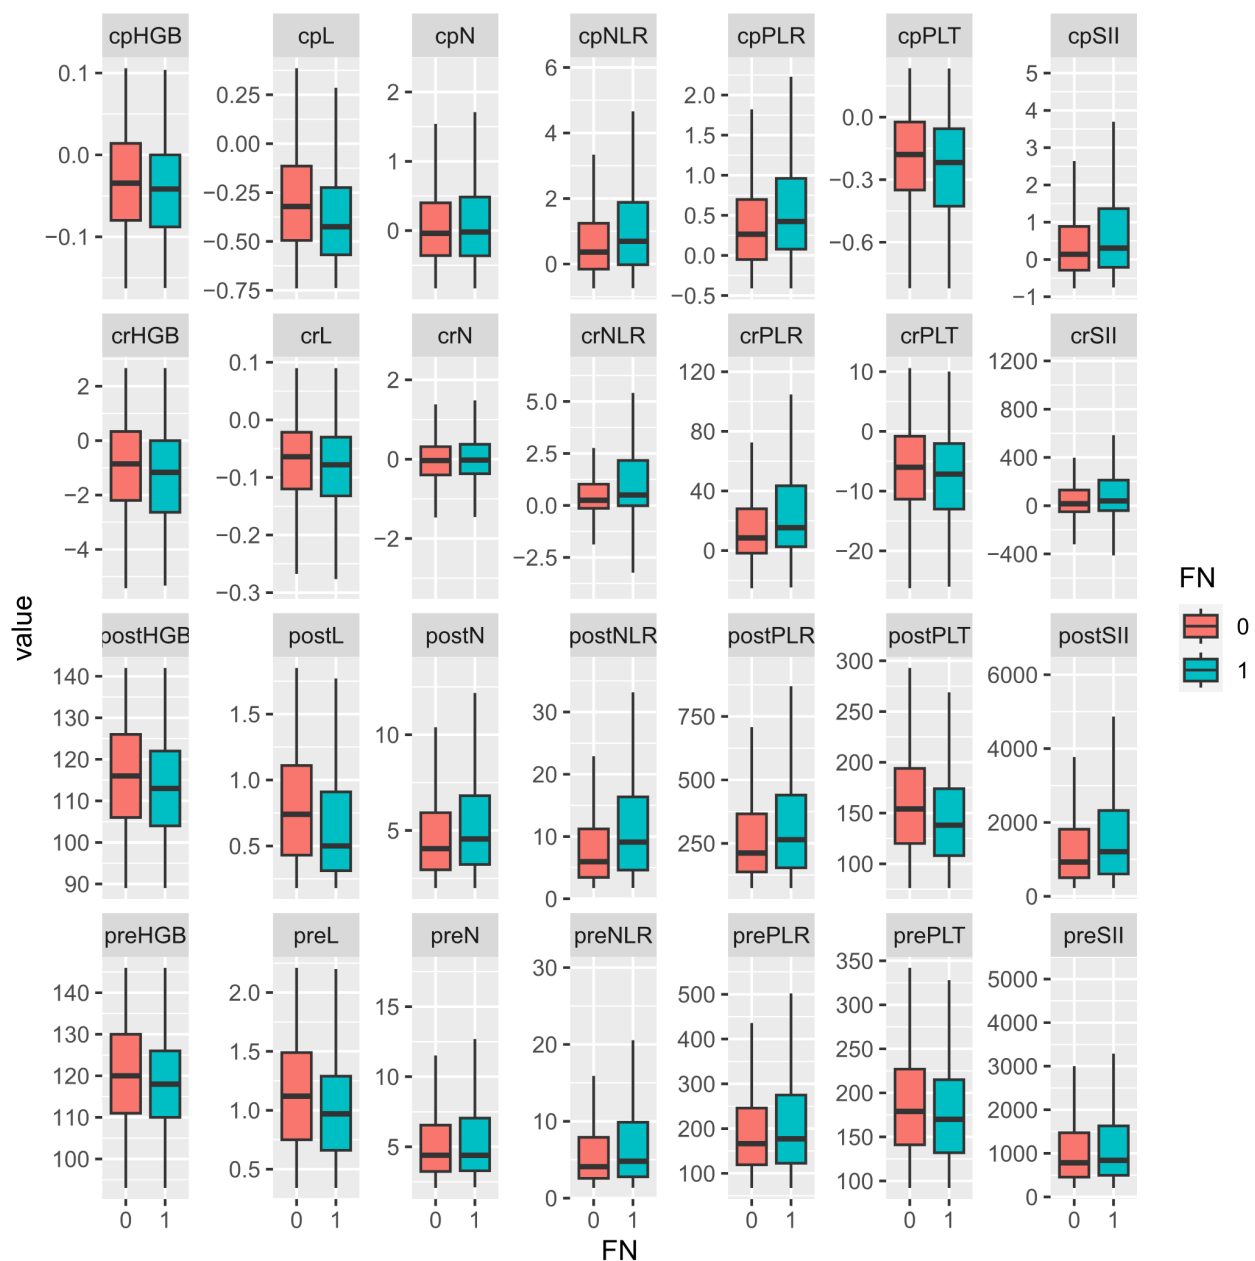 cpHGB cpL cpN cpNLR cpPLR cpPLT cpSII
0.1 0.0 −0.1
0.25 0.00 −0.25 −0.50 −0.75
2 1 0
6 4 2 0
2.0 1.5 1.0 0.5 0.0 −0.5
0.0 −0.3 −0.6
5 4 3 2 1 0 −1
crHGB crL crN crNLR crPLR crPLT crSII
2 0 −2 −4
0.1 0.0 −0.1 −0.2 −0.3
2 0 −2
5.0 2.5 0.0 −2.5
120 80 40 0
10 0 −10 −20
1200 800 400 0 −400
postHGB postL postN postNLR postPLR postPLT postSII
140 130 120 110 100 90
1.5 1.0 0.5
10 5
30 20 10 0
750 500 250
300 250 200 150 100
6000 4000 2000 0
preHGB preL preN preNLR prePLR prePLT preSII
140 130 120 110 100
2.0 1.5 1.0 0.5
15 10 5
30 20 10 0
500 400 300 200 100
350 300 250 200 150 100
5000 4000 3000 2000 1000 0
0 1 0 1 0 1 0 1 0 1 0 1 0 1
FN
value
FN
0
1